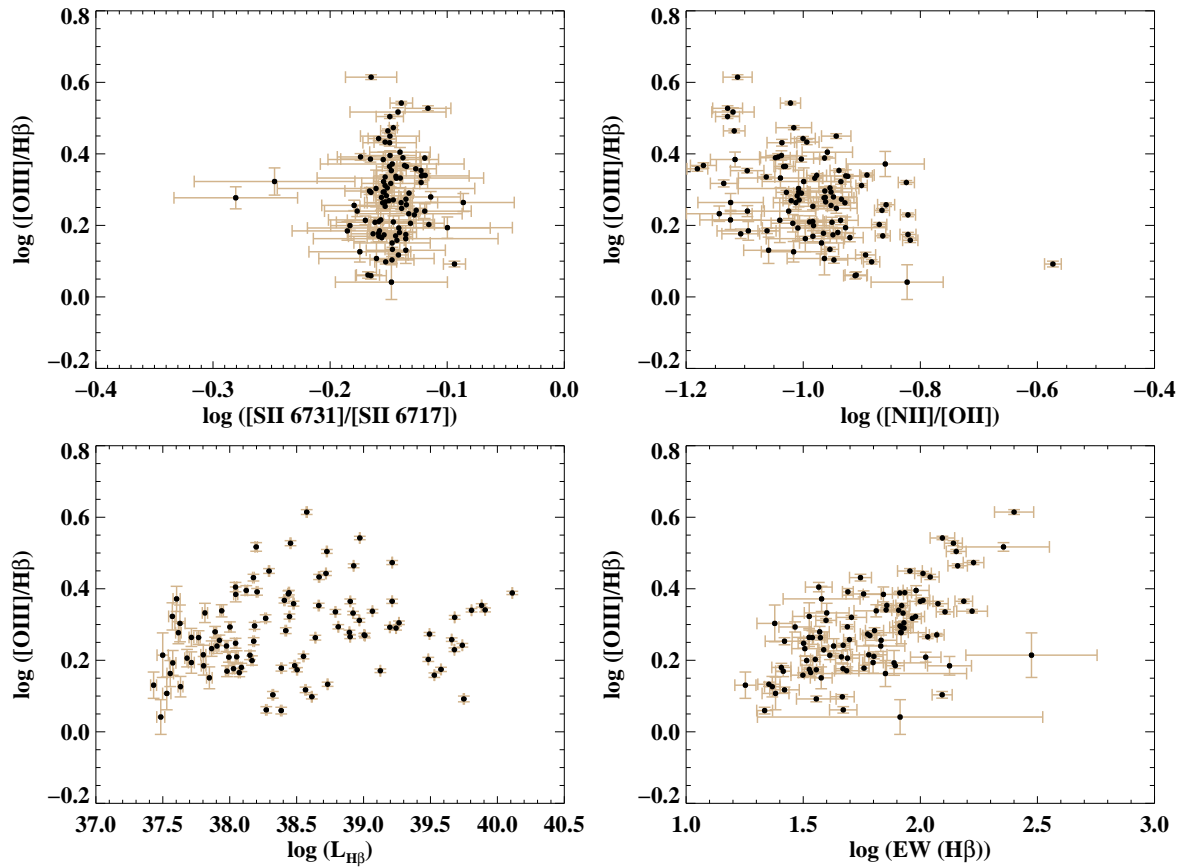 0.8
0.6
0.4
0.2
0.0
−0.2
log ([OIII]/Hβ)
−0.4 −0.3 −0.2 −0.1 0.0
log ([SII 6731]/[SII 6717])
0.8
0.6
0.4
0.2
0.0
−0.2
log ([OIII]/Hβ)
−1.2 −1.0 −0.8 −0.6 −0.4
log ([NII]/[OII])
0.8
0.6
0.4
0.2
0.0
−0.2
log ([OIII]/Hβ)
37.0 37.5 38.0 38.5 39.0 39.5 40.0 40.5
log (L_Hβ)
0.8
0.6
0.4
0.2
0.0
−0.2
log ([OIII]/Hβ)
1.0 1.5 2.0 2.5 3.0
log (EW (Hβ))